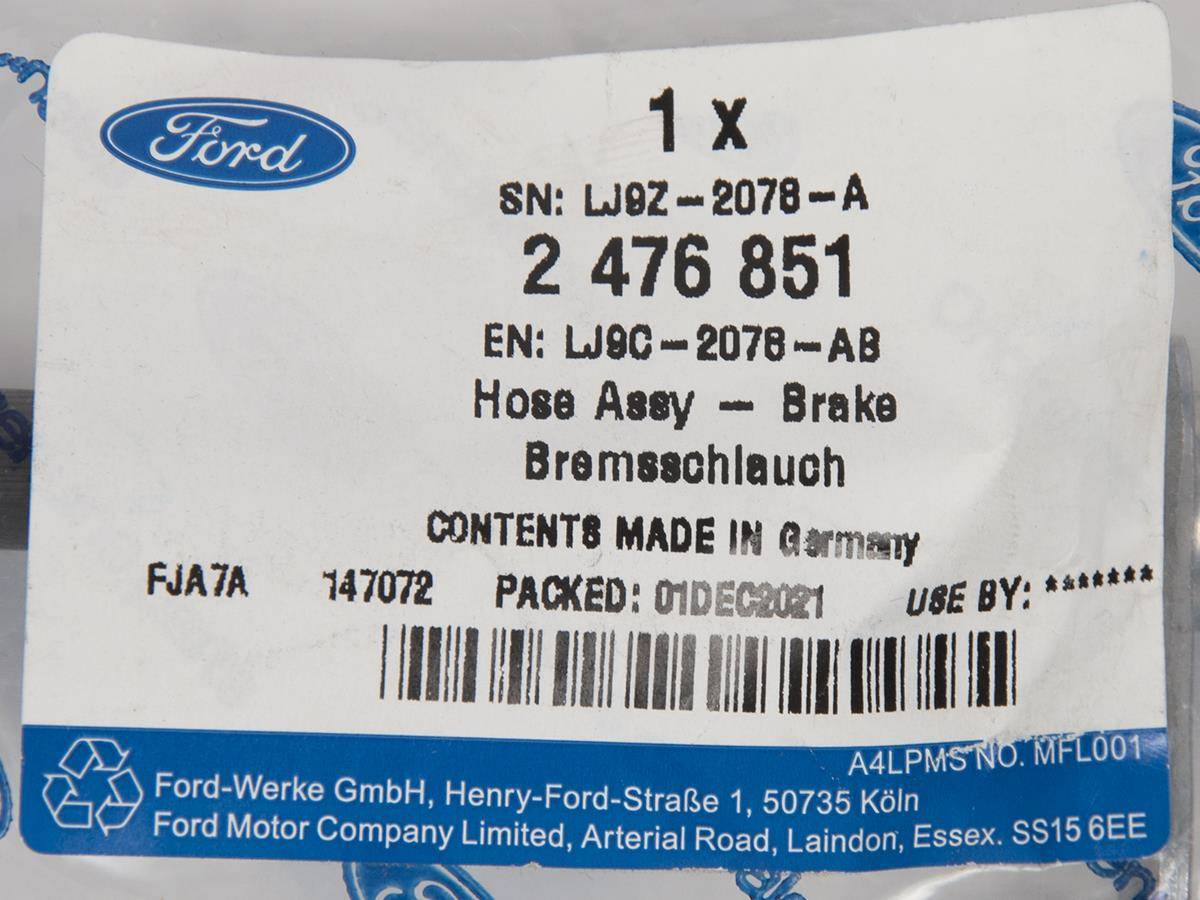 Ford
1 x
SN: LJ9Z-2078-A
2 476 851
EN: LJ9C-2078-AB
Hose Assy - Brake
Bremsschlauch
CONTENTS MADE IN Germany
FJA7A 147072 PACKED: 01DEC2021 USE BY: *******
A4LPMS NO. MFL001
Ford-Werke GmbH, Henry-Ford-Straße 1, 50735 Köln
Ford Motor Company Limited, Arterial Road, Laindon, Essex. SS15 6EE